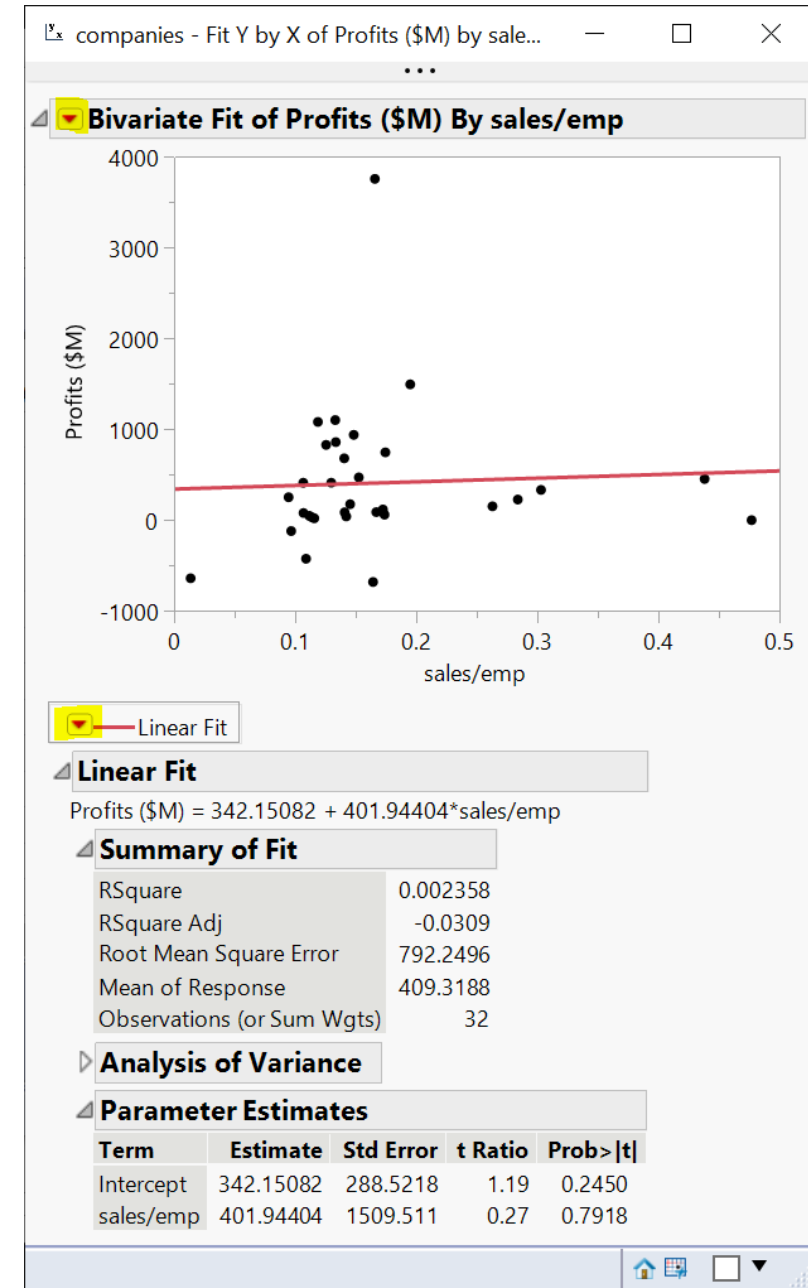 companies - Fit Y by X of Profits ($M) by sale...
Bivariate Fit of Profits ($M) By sales/emp
4000
3000
2000
1000
0
-1000
Profits ($M)
0 0.1 0.2 0.3 0.4 0.5
sales/emp
Linear Fit
Linear Fit
Profits ($M) = 342.15082 + 401.94404*sales/emp
Summary of Fit
RSquare 0.002358
RSquare Adj -0.0309
Root Mean Square Error 792.2496
Mean of Response 409.3188
Observations (or Sum Wgts) 32
Analysis of Variance
Parameter Estimates
Term Estimate Std Error t Ratio Prob>|t|
Intercept 342.15082 288.5218 1.19 0.2450
sales/emp 401.94404 1509.511 0.27 0.7918